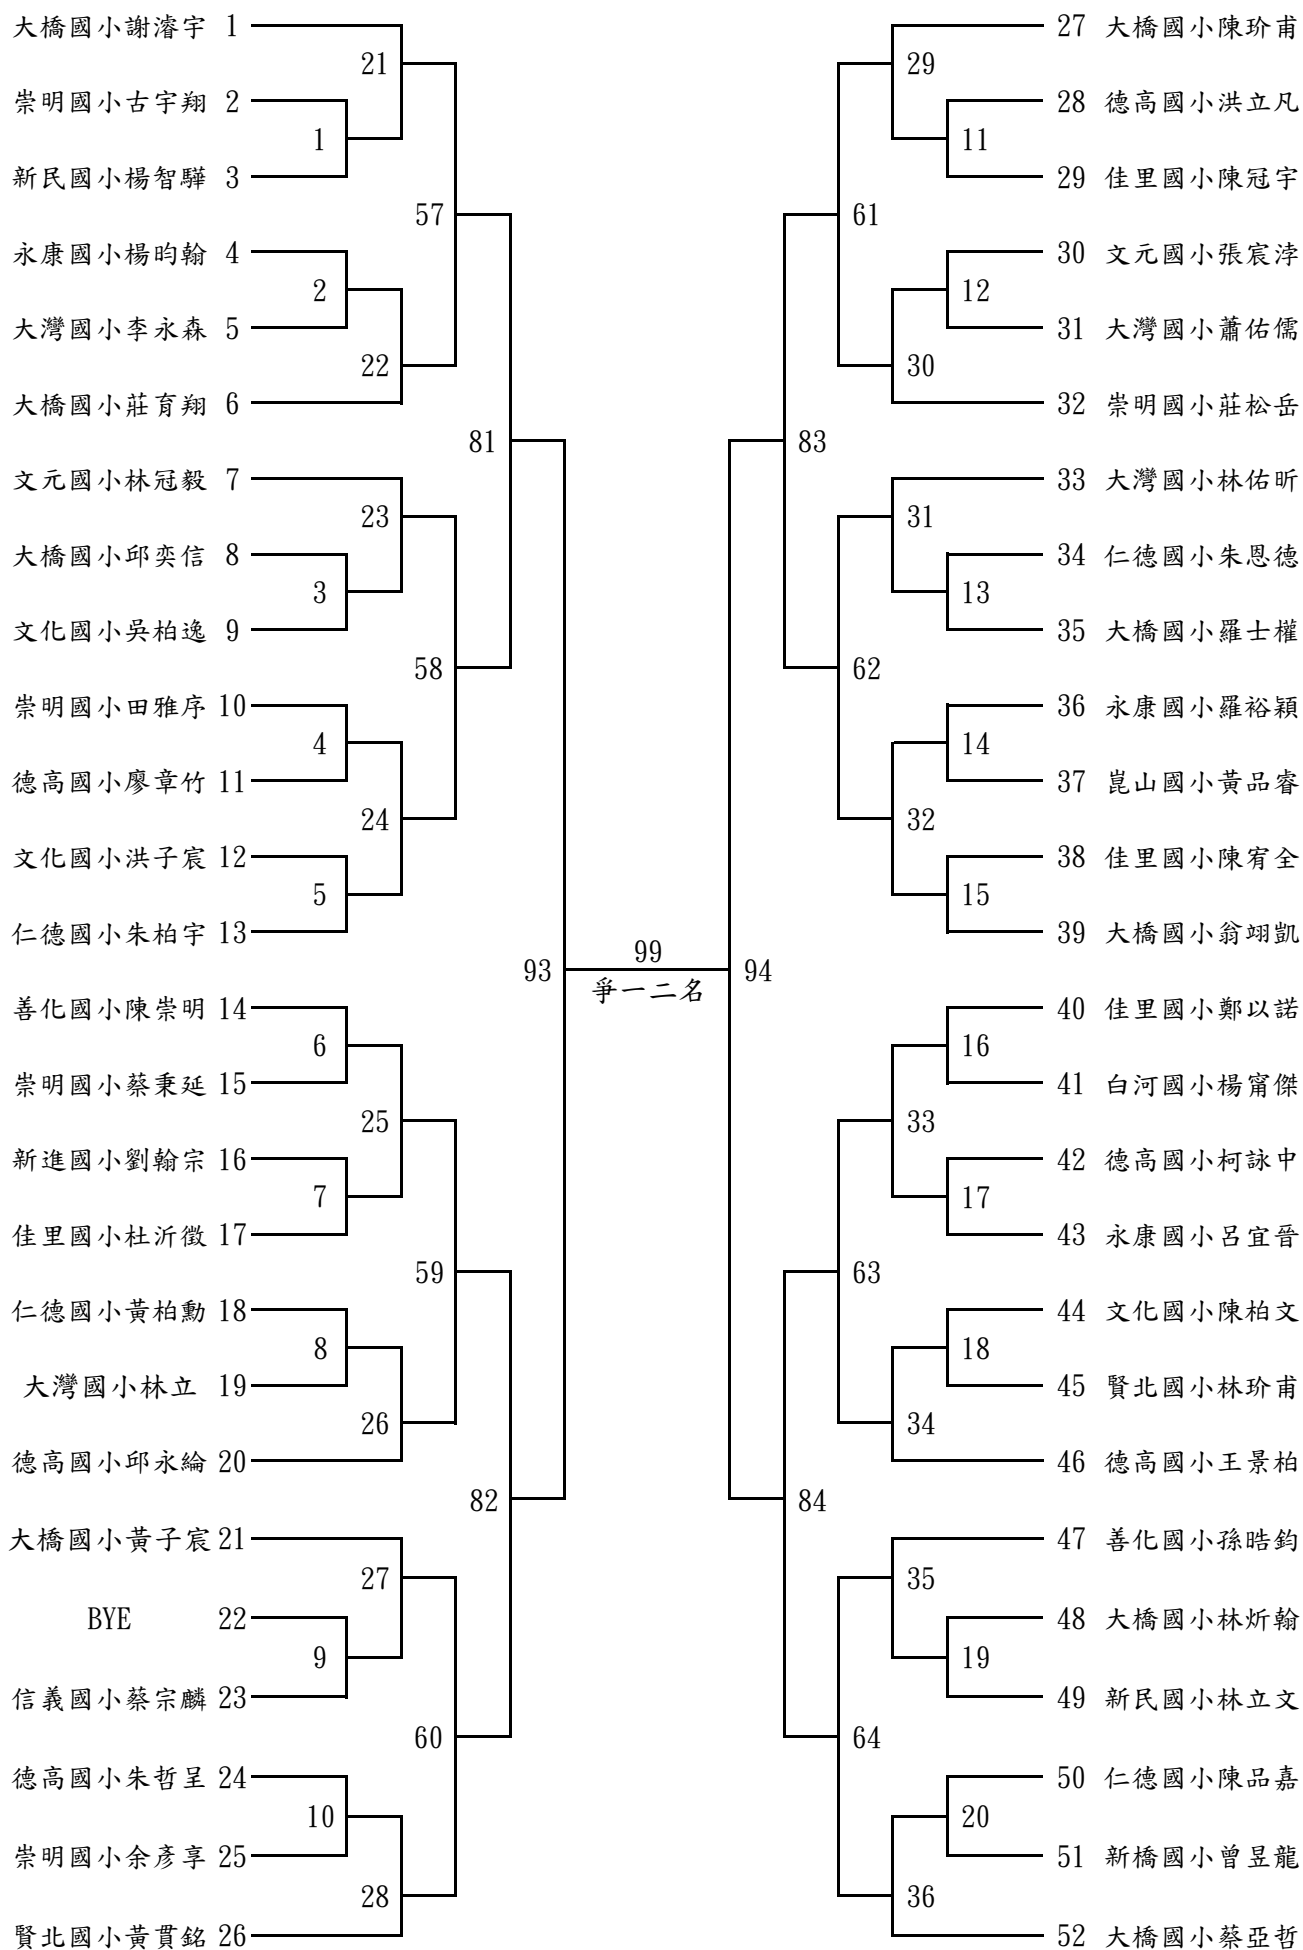 大橋國小謝濬宇 1
21
崇明國小古宇翔 2
1
新民國小楊智驊 3
57
永康國小楊昀翰 4
2
大灣國小李永森 5
22
大橋國小莊育翔 6
81
文元國小林冠毅 7
23
大橋國小邱奕信 8
3
文化國小吳柏逸 9
58
崇明國小田雅序 10
4
德高國小廖章竹 11
24
文化國小洪子宸 12
5
仁德國小朱柏宇 13
93
善化國小陳崇明 14
6
崇明國小蔡秉延 15
25
新進國小劉翰宗 16
7
佳里國小杜沂徵 17
59
仁德國小黃柏勳 18
8
大灣國小林立 19
26
德高國小邱永綸 20
82
大橋國小黃子宸 21
27
BYE 22
9
信義國小蔡宗麟 23
60
德高國小朱哲呈 24
10
崇明國小余彥享 25
28
賢北國小黃貫銘 26
99
爭一二名
27 大橋國小陳玠甫
29
28 德高國小洪立凡
11
29 佳里國小陳冠宇
61
30 文元國小張宸浡
12
31 大灣國小蕭佑儒
30
32 崇明國小莊松岳
83
33 大灣國小林佑昕
31
34 仁德國小朱恩德
13
35 大橋國小羅士權
62
36 永康國小羅裕穎
14
37 崑山國小黃品睿
32
38 佳里國小陳宥全
15
39 大橋國小翁翊凱
94
40 佳里國小鄭以諾
16
41 白河國小楊甯傑
33
42 德高國小柯詠中
17
43 永康國小呂宜晉
63
44 文化國小陳柏文
18
45 賢北國小林玠甫
34
46 德高國小王景柏
84
47 善化國小孫晧鈞
35
48 大橋國小林炘翰
19
49 新民國小林立文
64
50 仁德國小陳品嘉
20
51 新橋國小曾昱龍
36
52 大橋國小蔡亞哲